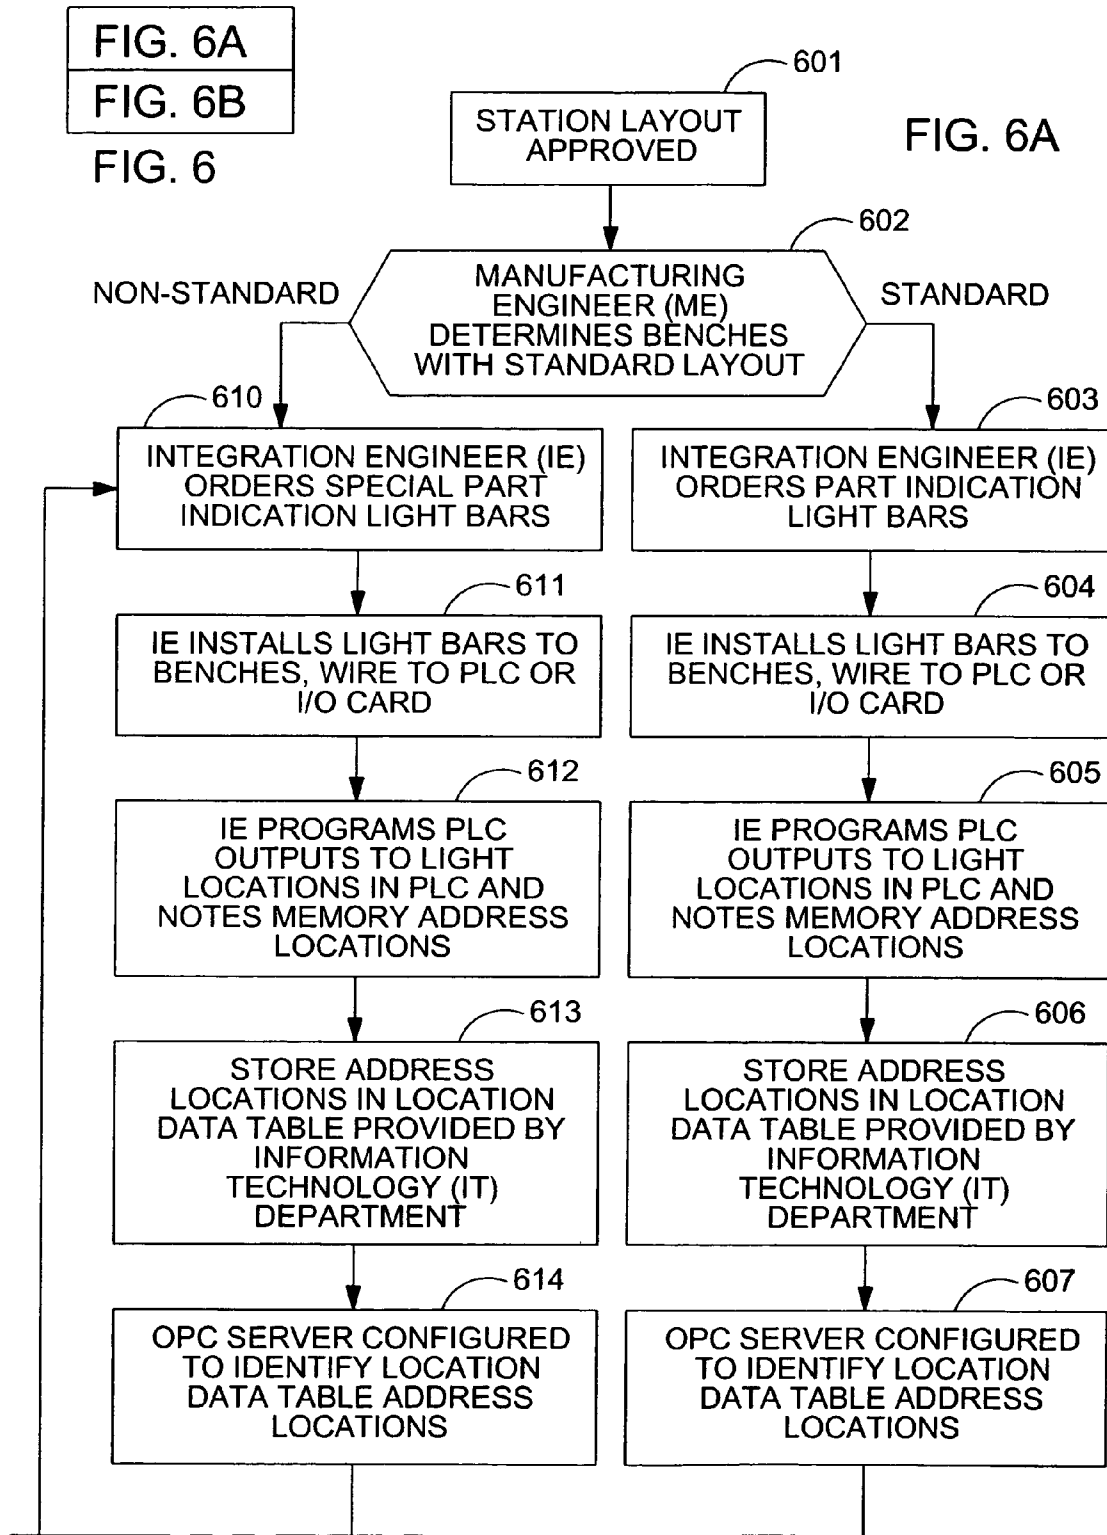 FIG. 6A
FIG. 6B
FIG. 6
FIG. 6A
601
STATION LAYOUT
APPROVED
602
MANUFACTURING
ENGINEER (ME)
DETERMINES BENCHES
WITH STANDARD LAYOUT
NON-STANDARD
STANDARD
610
INTEGRATION ENGINEER (IE)
ORDERS SPECIAL PART
INDICATION LIGHT BARS
611
IE INSTALLS LIGHT BARS TO
BENCHES, WIRE TO PLC OR
I/O CARD
612
IE PROGRAMS PLC
OUTPUTS TO LIGHT
LOCATIONS IN PLC AND
NOTES MEMORY ADDRESS
LOCATIONS
613
STORE ADDRESS
LOCATIONS IN LOCATION
DATA TABLE PROVIDED BY
INFORMATION
TECHNOLOGY (IT)
DEPARTMENT
614
OPC SERVER CONFIGURED
TO IDENTIFY LOCATION
DATA TABLE ADDRESS
LOCATIONS
603
INTEGRATION ENGINEER (IE)
ORDERS PART INDICATION
LIGHT BARS
604
IE INSTALLS LIGHT BARS TO
BENCHES, WIRE TO PLC OR
I/O CARD
605
IE PROGRAMS PLC
OUTPUTS TO LIGHT
LOCATIONS IN PLC AND
NOTES MEMORY ADDRESS
LOCATIONS
606
STORE ADDRESS
LOCATIONS IN LOCATION
DATA TABLE PROVIDED BY
INFORMATION
TECHNOLOGY (IT)
DEPARTMENT
607
OPC SERVER CONFIGURED
TO IDENTIFY LOCATION
DATA TABLE ADDRESS
LOCATIONS